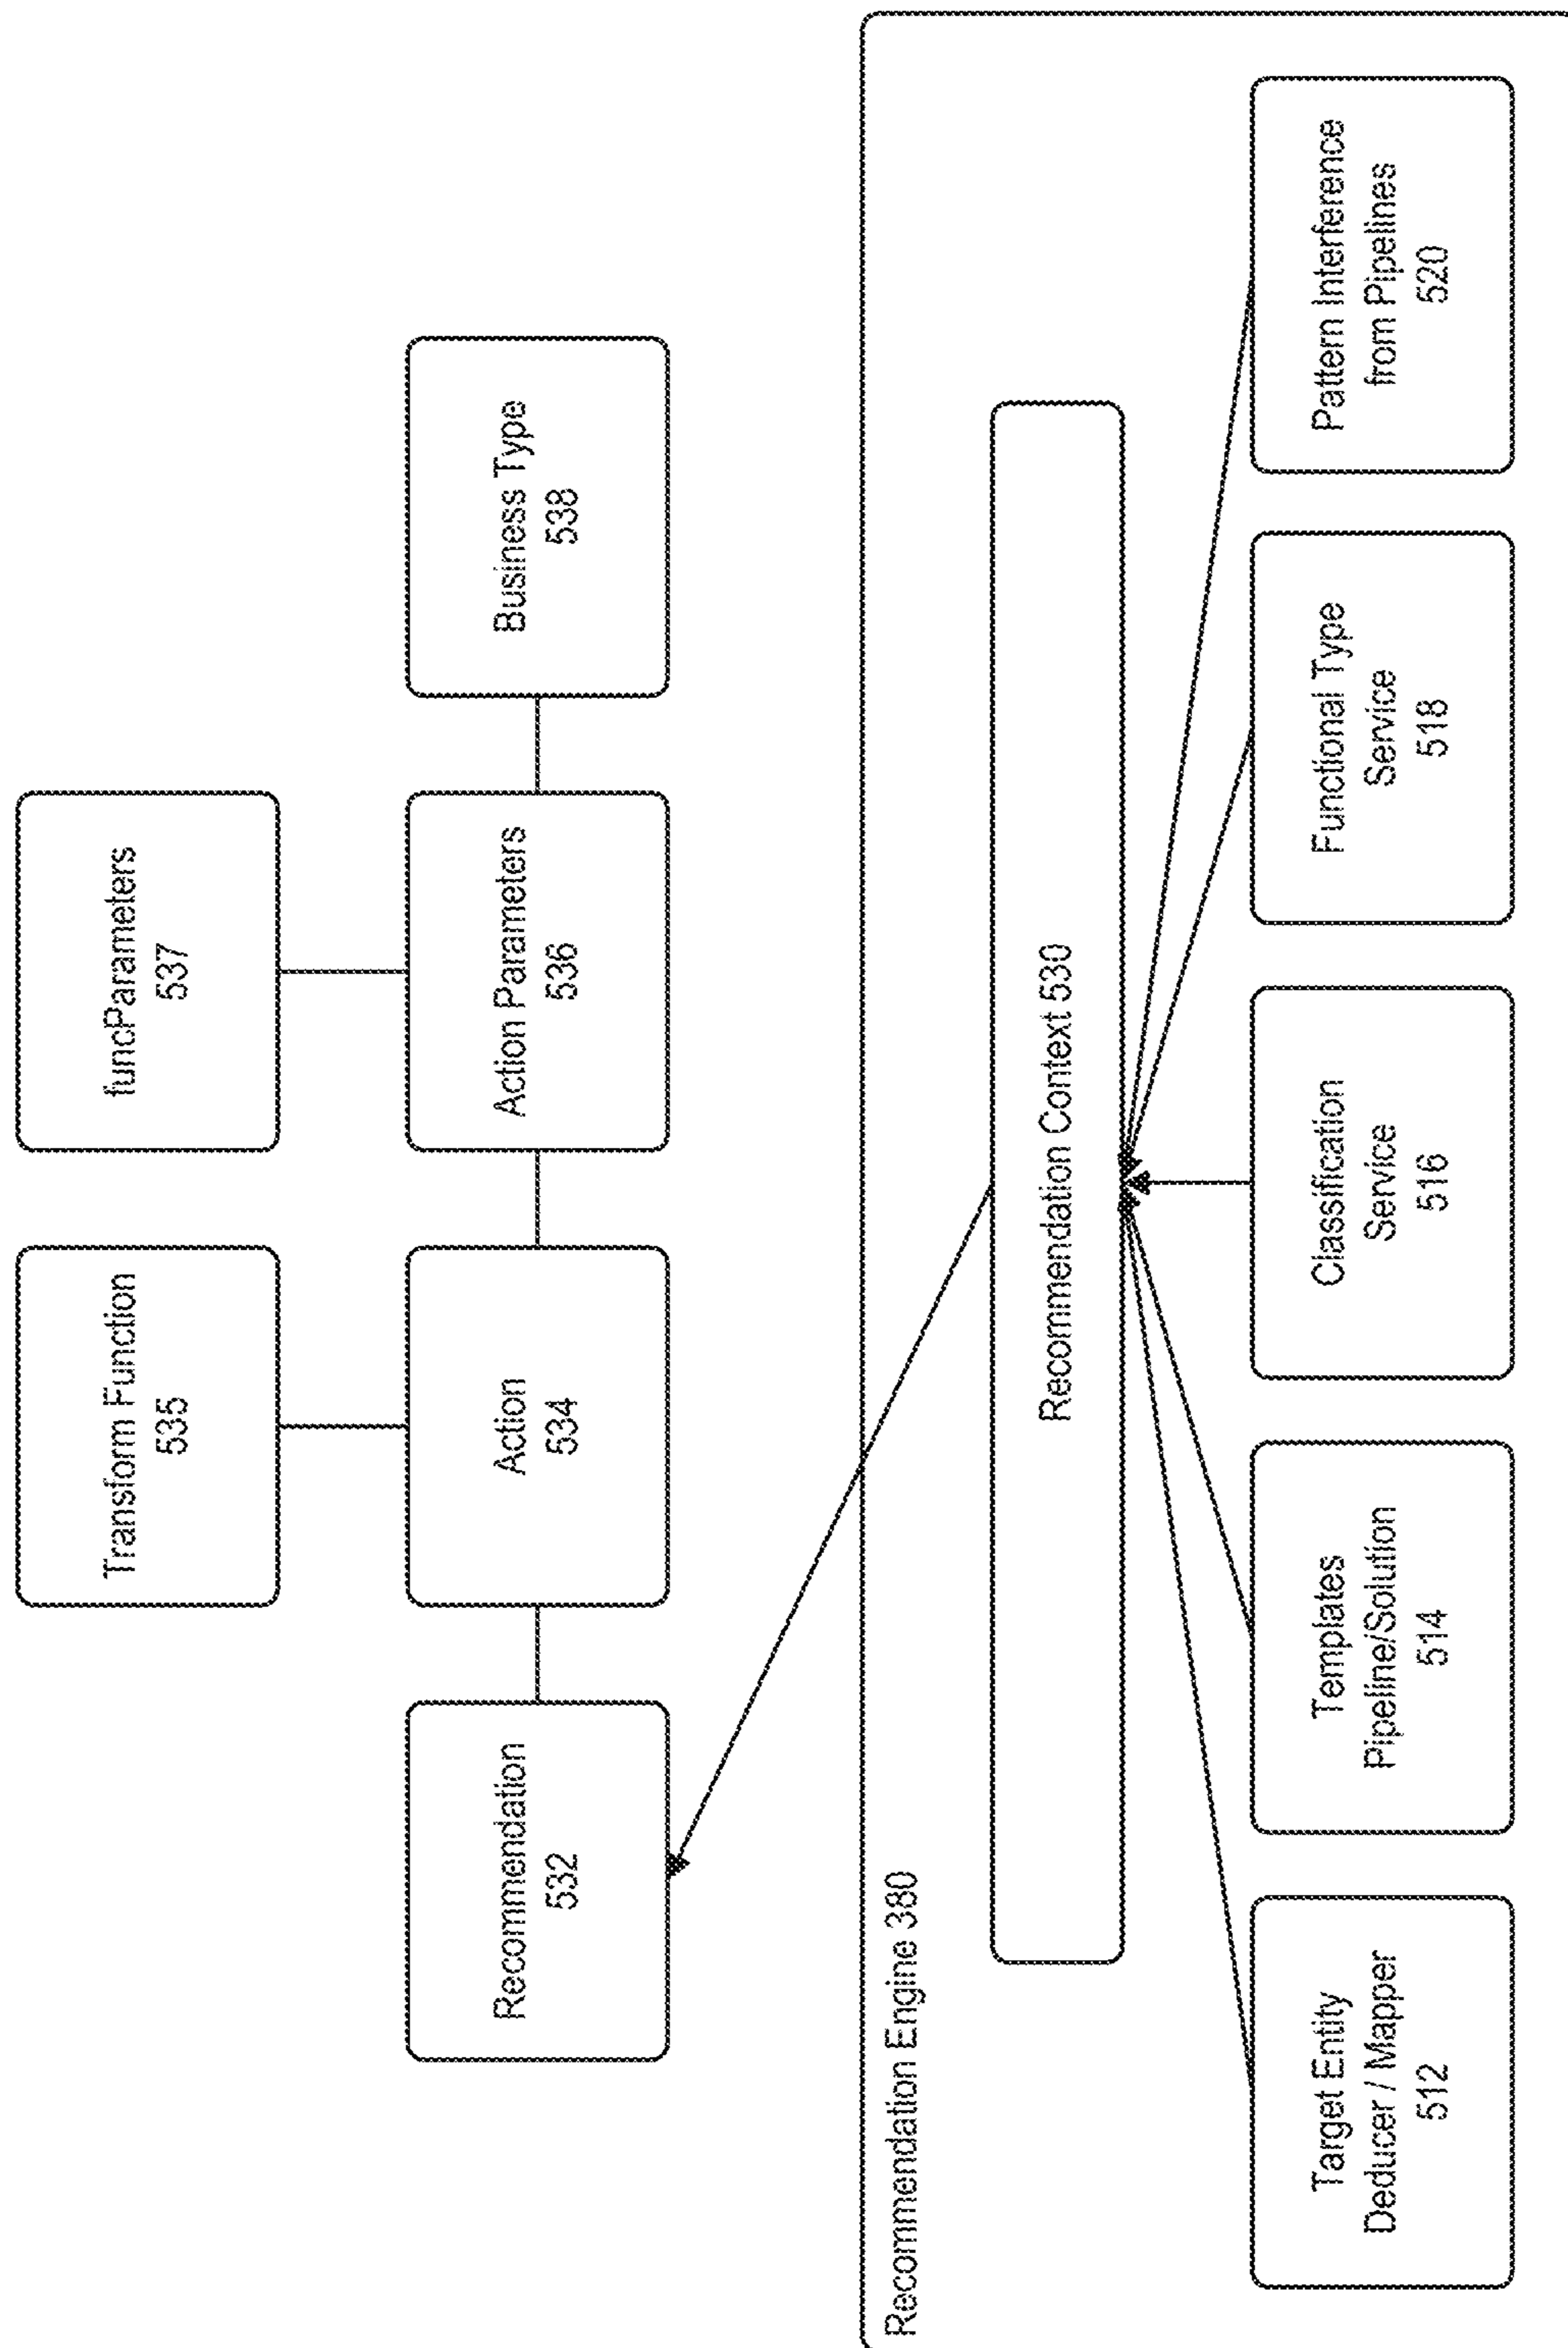 Transform Function
535
funcParameters
537
Recommendation
532
Action
534
Action Parameters
536
Business Type
538
Recommendation Engine 380
Recommendation Context 530
Target Entity
Deducer / Mapper
512
Templates
Pipeline/Solution
514
Classification
Service
516
Functional Type
Service
518
Pattern Interference
from Pipelines
520